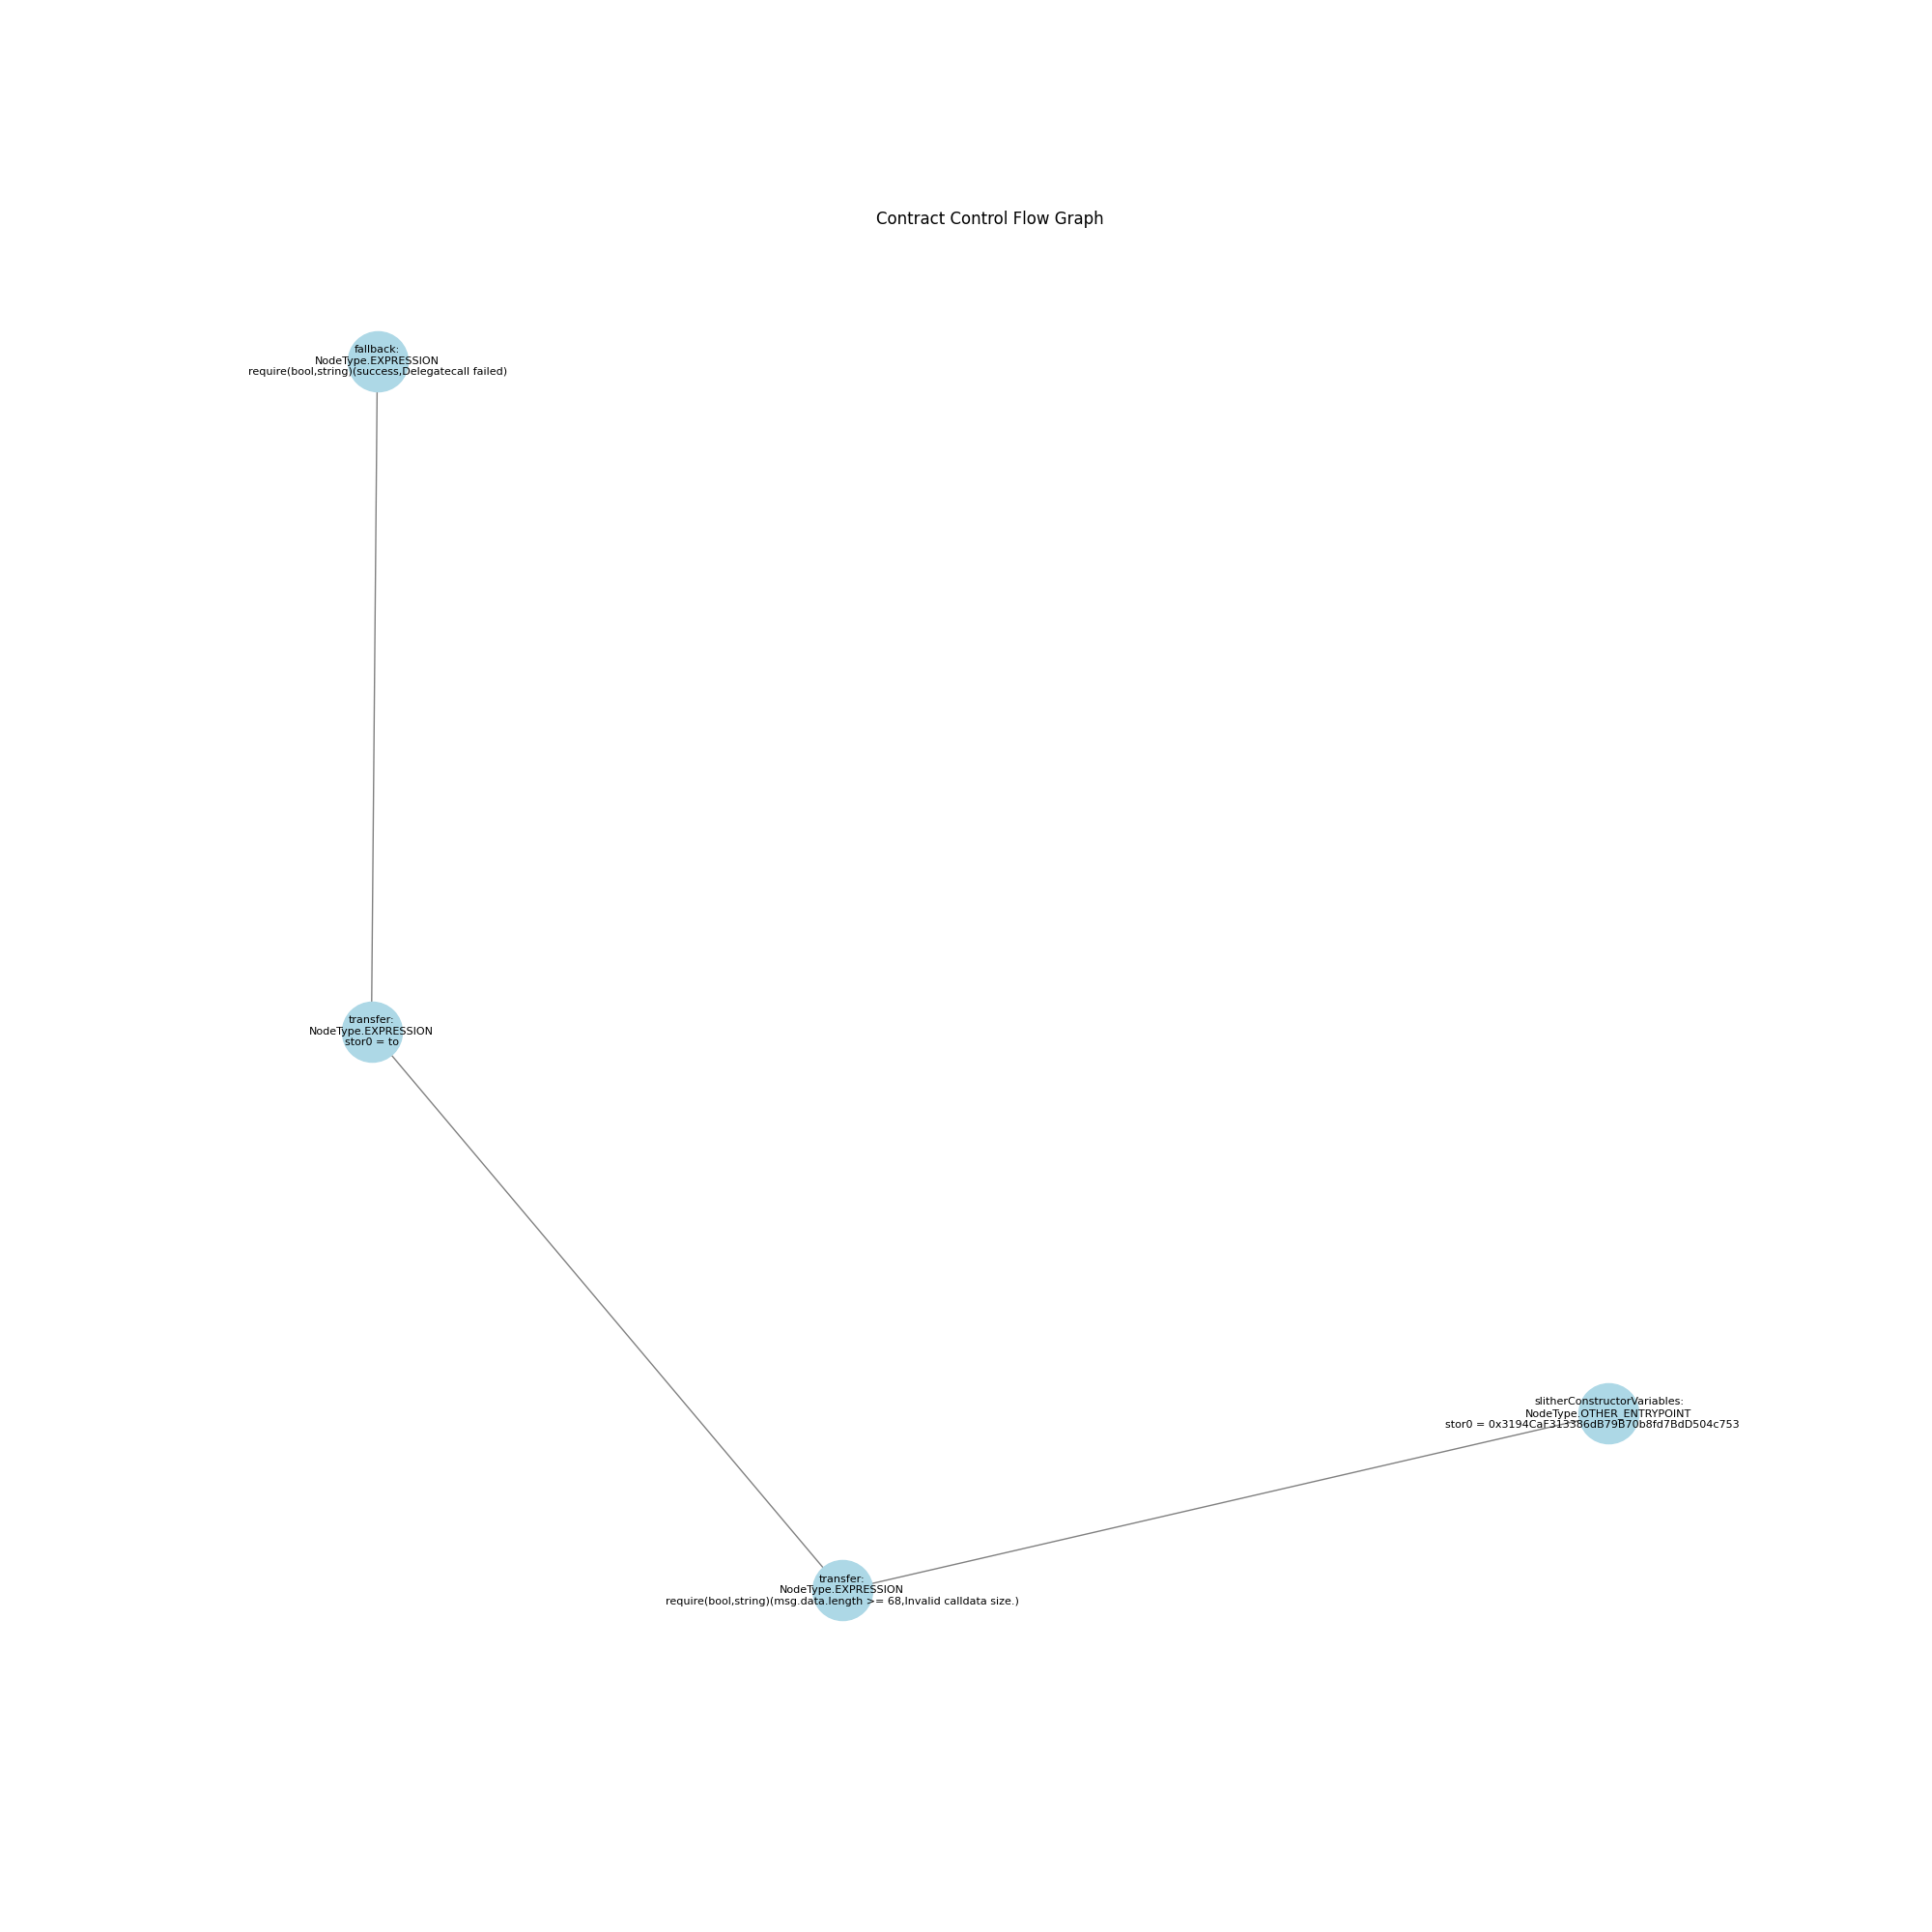 Contract Control Flow Graph
fallback:
NodeType.EXPRESSION
require(bool,string)(success,Delegatecall failed)
transfer:
NodeType.EXPRESSION
stor0 = to
slitherConstructorVariables:
NodeType.OTHER_ENTRYPOINT
stor0 = 0x3194CaF313386dB79B70b8fd7BdD504c753
transfer:
NodeType.EXPRESSION
require(bool,string)(msg.data.length >= 68,Invalid calldata size.)